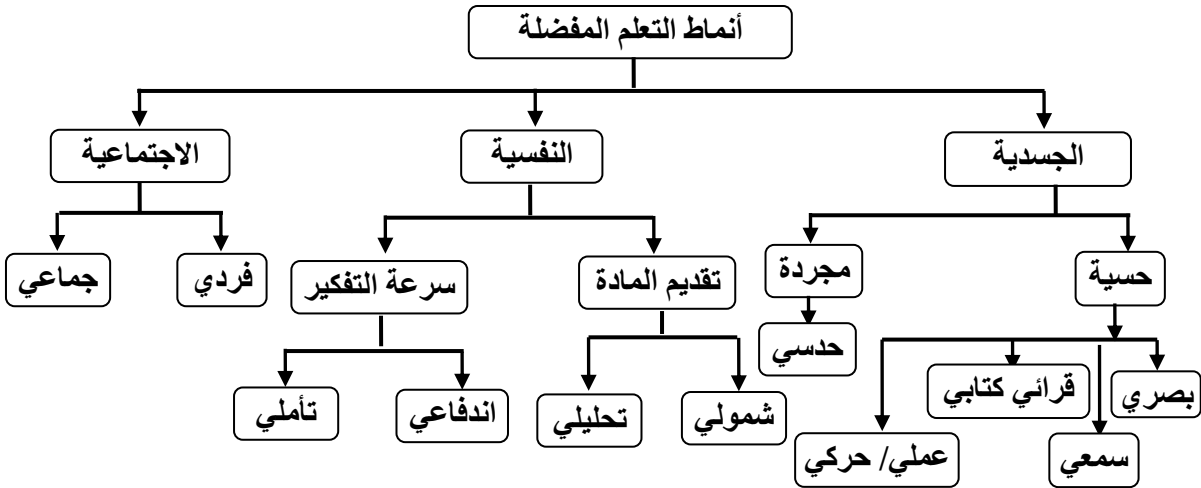 أنماط التعلم المفضلة
الجسدية
النفسية
الاجتماعية
حسية
مجردة
تقديم المادة
سرعة التفكير
فردي
جماعي
حدسي
بصري
قرائي كتابي
شمولي
تحليلي
اندفاعي
تأملي
سمعي
عملي/ حركي